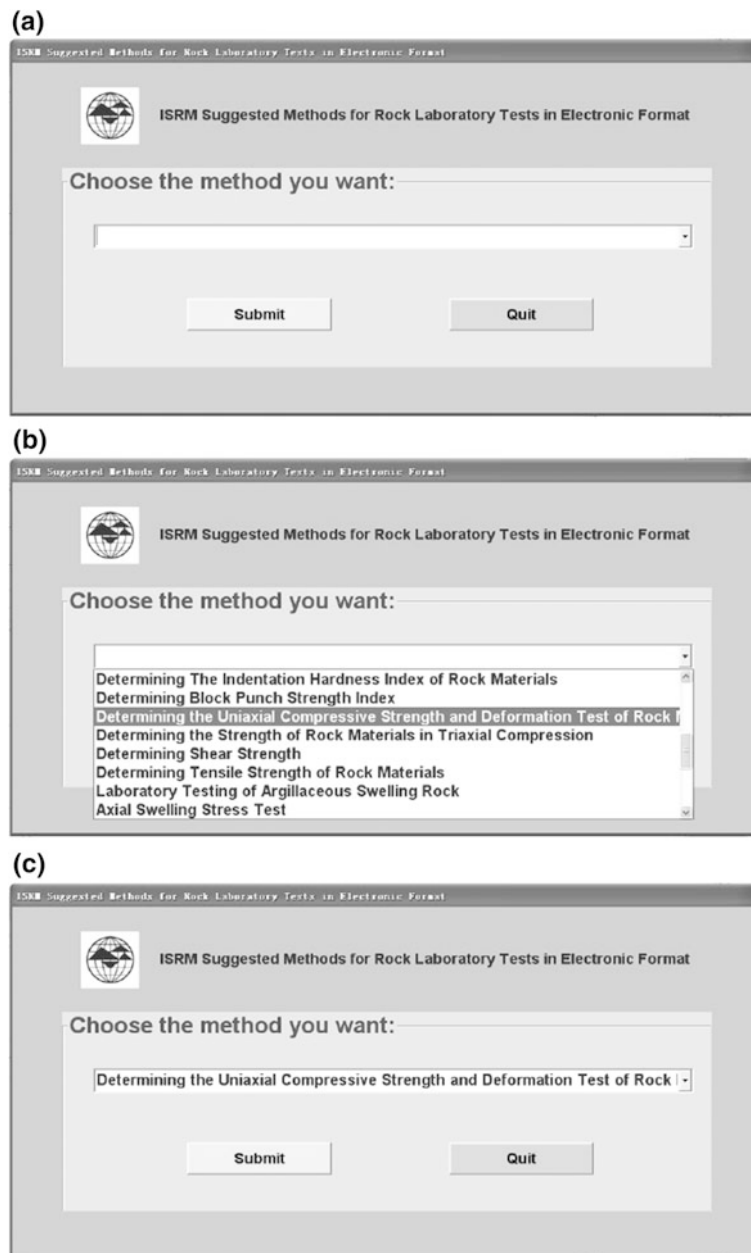 (a)
ISRM Suggested Methods for Rock Laboratory Tests in Electronic Format
ISRM Suggested Methods for Rock Laboratory Tests in Electronic Format
Choose the method you want:
Submit Quit
(b)
ISRM Suggested Methods for Rock Laboratory Tests in Electronic Format
ISRM Suggested Methods for Rock Laboratory Tests in Electronic Format
Choose the method you want:
Determining The Indentation Hardness Index of Rock Materials
Determining Block Punch Strength Index
Determining the Uniaxial Compressive Strength and Deformation Test of Rock
Determining the Strength of Rock Materials in Triaxial Compression
Determining Shear Strength
Determining Tensile Strength of Rock Materials
Laboratory Testing of Argillaceous Swelling Rock
Axial Swelling Stress Test
(c)
ISRM Suggested Methods for Rock Laboratory Tests in Electronic Format
ISRM Suggested Methods for Rock Laboratory Tests in Electronic Format
Choose the method you want:
Determining the Uniaxial Compressive Strength and Deformation Test of Rock
Submit Quit